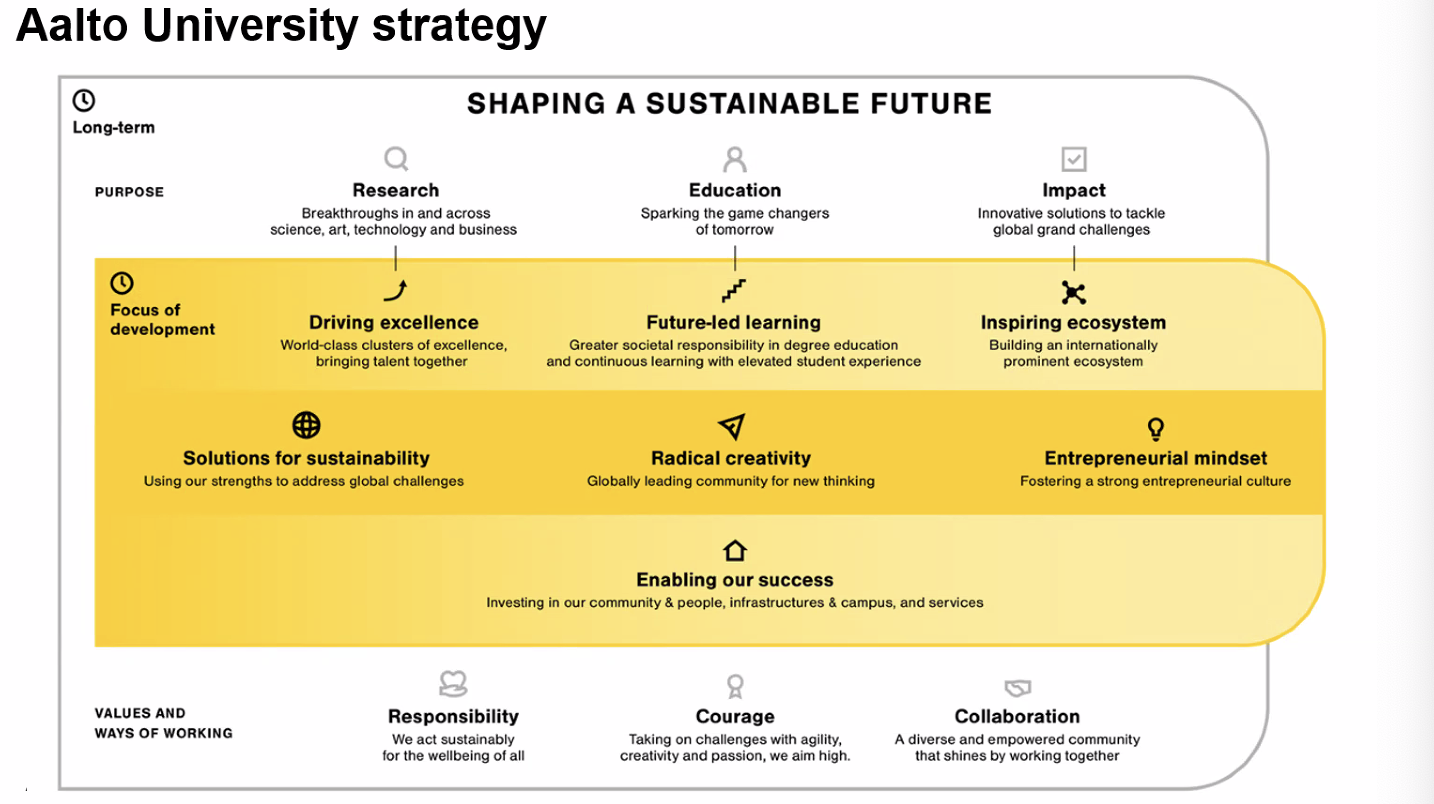 Aalto University strategy
SHAPING A SUSTAINABLE FUTURE
Long-term
PURPOSE
Research
Breakthroughs in and across
science, art, technology and business
Education
Sparking the game changers
of tomorrow
Impact
Innovative solutions to tackle
global grand challenges
Focus of
development
Driving excellence
World-class clusters of excellence,
bringing talent together
Future-led learning
Greater societal responsibility in degree education
and continuous learning with elevated student experience
Inspiring ecosystem
Building an internationally
prominent ecosystem
Solutions for sustainability
Using our strengths to address global challenges
Radical creativity
Globally leading community for new thinking
Entrepreneurial mindset
Fostering a strong entrepreneurial culture
Enabling our success
Investing in our community & people, infrastructures & campus, and services
VALUES AND
WAYS OF WORKING
Responsibility
We act sustainably
for the wellbeing of all
Courage
Taking on challenges with agility,
creativity and passion, we aim high.
Collaboration
A diverse and empowered community
that shines by working together